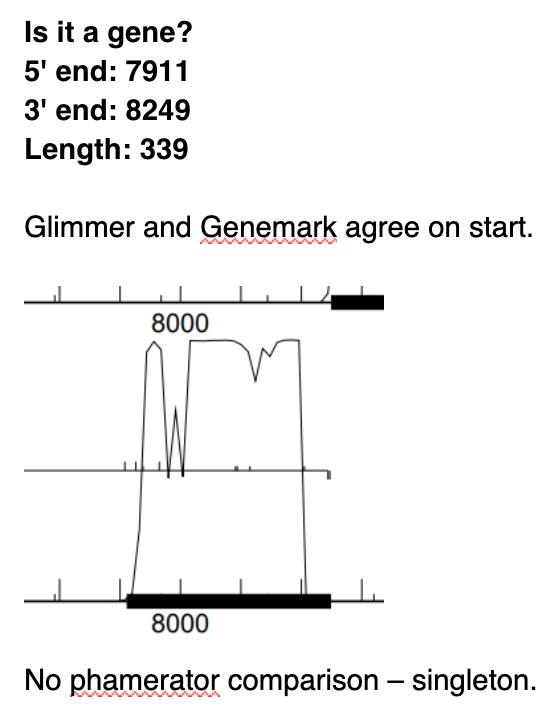 Is it a gene?
5' end: 7911
3' end: 8249
Length: 339
Glimmer and Genemark agree on start.
8000
8000
No phamerator comparison – singleton.